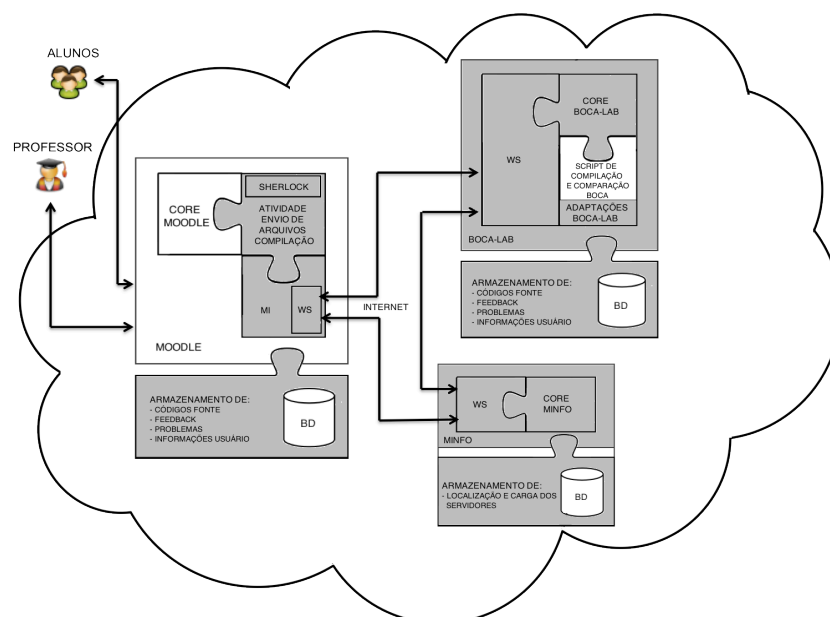 ALUNOS
PROFESSOR
CORE
MOODLE
SHERLOCK
ATIVIDADE
ENVIO DE
ARQUIVOS
COMPILAÇÃO
MI
WS
MOODLE
ARMAZENAMENTO DE:
- CÓDIGOS FONTE
- FEEDBACK
- PROBLEMAS
- INFORMAÇÕES USUÁRIO
BD
INTERNET
WS
CORE
BOCA-LAB
SCRIPT DE
COMPILAÇÃO
E COMPARAÇÃO
BOCA
ADAPTAÇÕES
BOCA-LAB
BOCA-LAB
ARMAZENAMENTO DE:
- CÓDIGOS FONTE
- FEEDBACK
- PROBLEMAS
- INFORMAÇÕES USUÁRIO
BD
WS
CORE
MINFO
MINFO
ARMAZENAMENTO DE:
- LOCALIZAÇÃO E CARGA DOS
SERVIDORES
BD